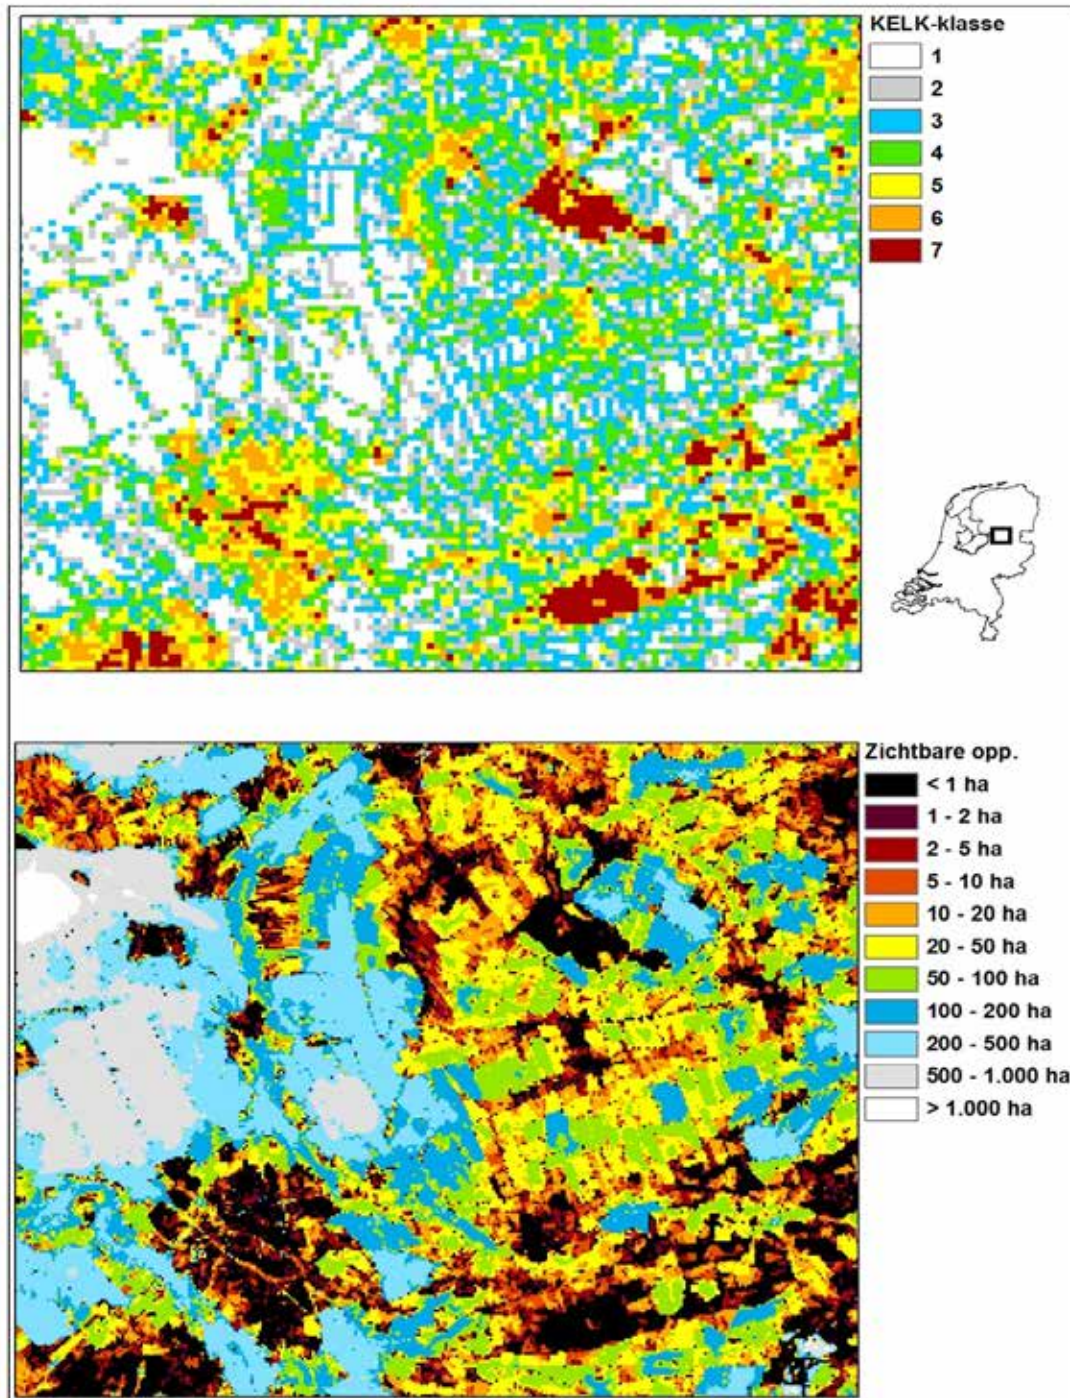 KELK-klasse
1
2
3
4
5
6
7
Zichtbare opp.
< 1 ha
1 - 2 ha
2 - 5 ha
5 - 10 ha
10 - 20 ha
20 - 50 ha
50 - 100 ha
100 - 200 ha
200 - 500 ha
500 - 1.000 ha
> 1.000 ha